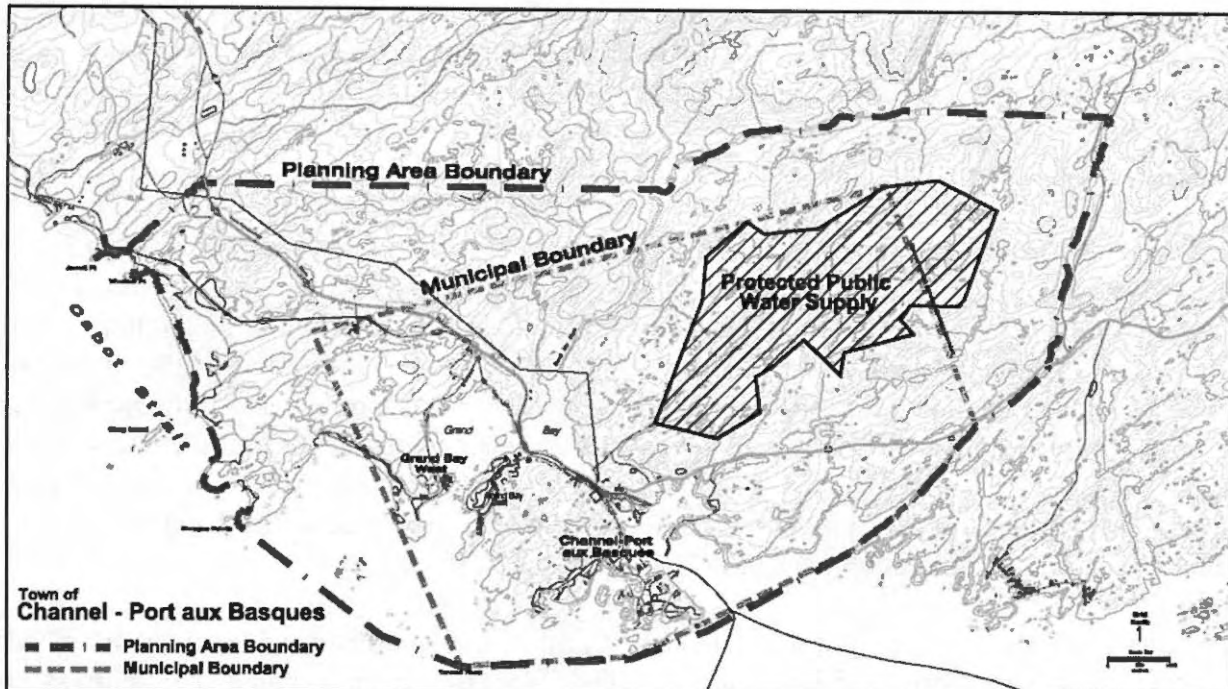 Planning Area Boundary
Municipal Boundary
Protected Public
Water Supply
Cabot Strait
Grand Bay
Grand Bay
West
Channel-Port
aux Basques
Town of
Channel - Port aux Basques
Planning Area Boundary
Municipal Boundary